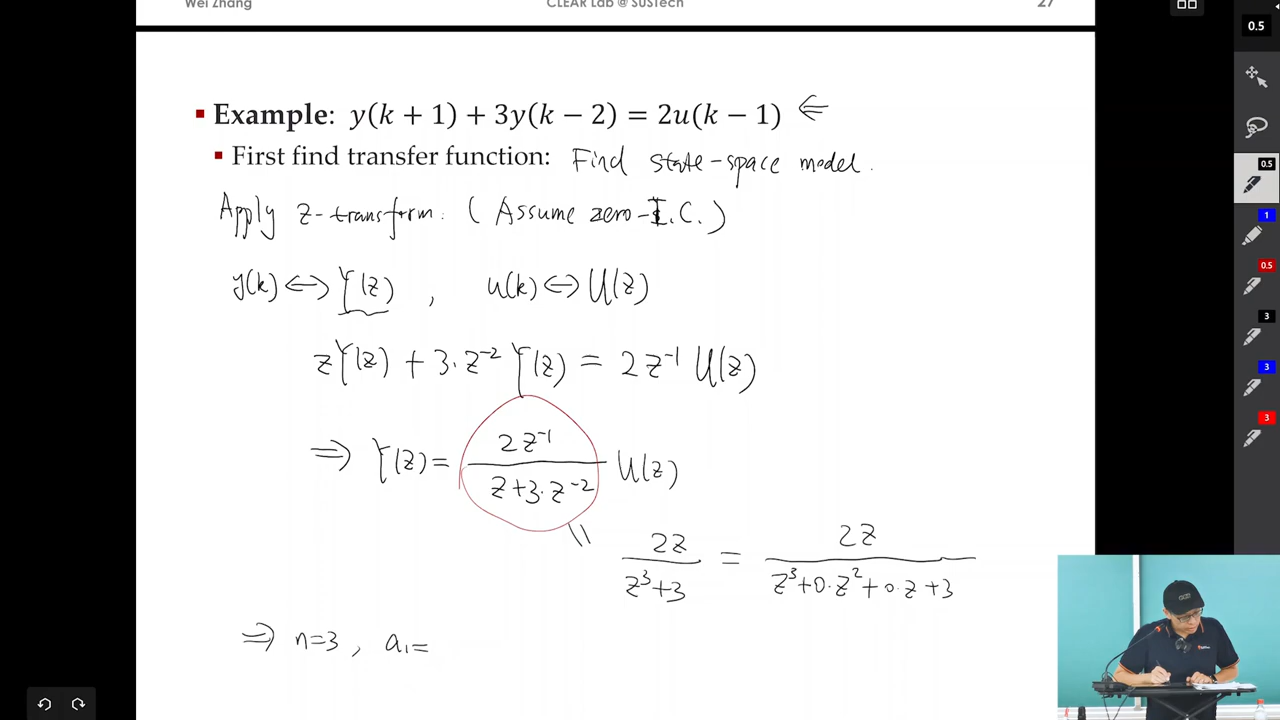 Wei Zhang CLEAR Lab @ SUSTech 27
0.5
▪ Example: y(k + 1) + 3y(k − 2) = 2u(k − 1) ⇐
▪ First find transfer function: Find state-space model.
Apply z-transform. (Assume zero-I.C.)
y(k) ⇔ Y(z), u(k) ⇔ U(z)
zY(z) + 3·z⁻² Y(z) = 2z⁻¹ U(z)
⇒ Y(z) = 2z⁻¹ / (z+3·z⁻²) U(z)
\\ 2z / (z³+3) = 2z / (z³+0·z²+0·z+3)
⇒ n=3, a₁=
0.5
1
0.5
3
3
3